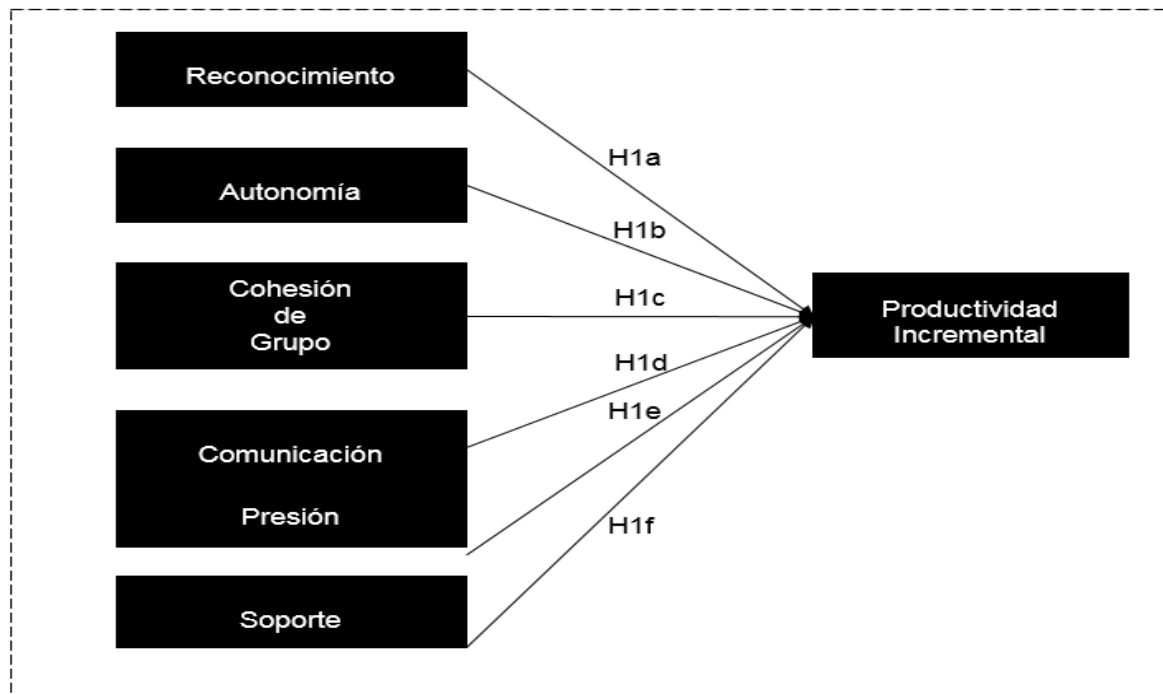 Reconocimiento
H1a
Autonomía
H1b
Cohesión
de
Grupo
H1c
Productividad
Incremental
H1d
H1e
Comunicación
Presión
H1f
Soporte